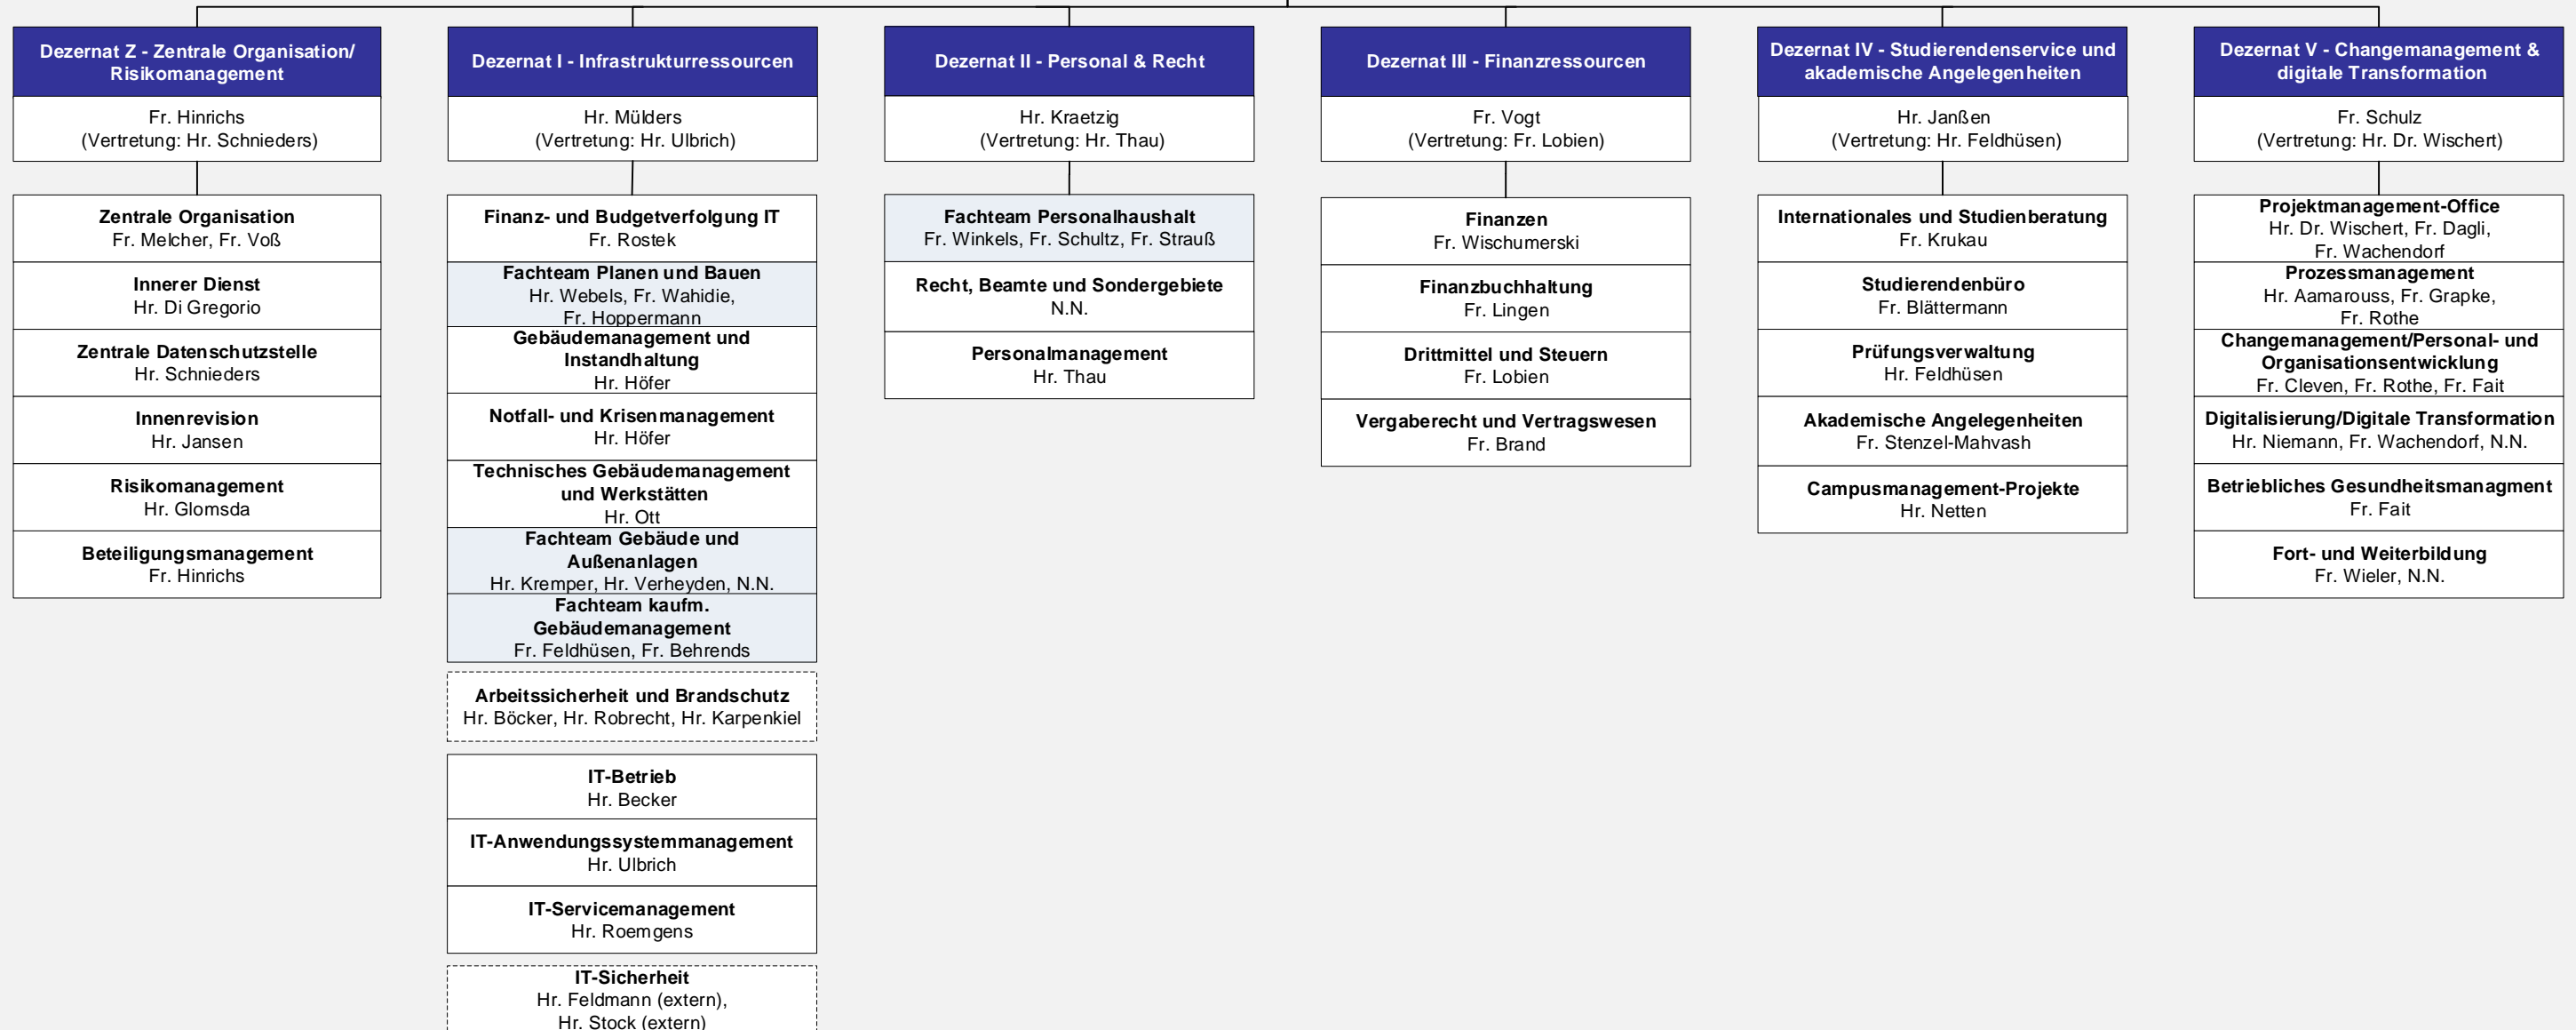 Dezernat Z - Zentrale Organisation/
Risikomanagement
Fr. Hinrichs
(Vertretung: Hr. Schnieders)
Zentrale Organisation
Fr. Melcher, Fr. Voß
Innerer Dienst
Hr. Di Gregorio
Zentrale Datenschutzstelle
Hr. Schnieders
Innenrevision
Hr. Jansen
Risikomanagement
Hr. Glomsda
Beteiligungsmanagement
Fr. Hinrichs
Dezernat I - Infrastrukturressourcen
Hr. Mülders
(Vertretung: Hr. Ulbrich)
Finanz- und Budgetverfolgung IT
Fr. Rostek
Fachteam Planen und Bauen
Hr. Webels, Fr. Wahidie,
Fr. Hoppermann
Gebäudemanagement und
Instandhaltung
Hr. Höfer
Notfall- und Krisenmanagement
Hr. Höfer
Technisches Gebäudemanagement
und Werkstätten
Hr. Ott
Fachteam Gebäude und
Außenanlagen
Hr. Kremper, Hr. Verheyden, N.N.
Fachteam kaufm.
Gebäudemanagement
Fr. Feldhüsen, Fr. Behrends
Arbeitssicherheit und Brandschutz
Hr. Böcker, Hr. Robrecht, Hr. Karpenkiel
IT-Betrieb
Hr. Becker
IT-Anwendungssystemmanagement
Hr. Ulbrich
IT-Servicemanagement
Hr. Roemgens
IT-Sicherheit
Hr. Feldmann (extern),
Hr. Stock (extern)
Dezernat II - Personal & Recht
Hr. Kraetzig
(Vertretung: Hr. Thau)
Fachteam Personalhaushalt
Fr. Winkels, Fr. Schultz, Fr. Strauß
Recht, Beamte und Sondergebiete
N.N.
Personalmanagement
Hr. Thau
Dezernat III - Finanzressourcen
Fr. Vogt
(Vertretung: Fr. Lobien)
Finanzen
Fr. Wischumerski
Finanzbuchhaltung
Fr. Lingen
Drittmittel und Steuern
Fr. Lobien
Vergaberecht und Vertragswesen
Fr. Brand
Dezernat IV - Studierendenservice und
akademische Angelegenheiten
Hr. Janßen
(Vertretung: Hr. Feldhüsen)
Internationales und Studienberatung
Fr. Krukau
Studierendenbüro
Fr. Blättermann
Prüfungsverwaltung
Hr. Feldhüsen
Akademische Angelegenheiten
Fr. Stenzel-Mahvash
Campusmanagement-Projekte
Hr. Netten
Dezernat V - Changemanagement &
digitale Transformation
Fr. Schulz
(Vertretung: Hr. Dr. Wischert)
Projektmanagement-Office
Hr. Dr. Wischert, Fr. Dagli,
Fr. Wachendorf
Prozessmanagement
Hr. Aamarouss, Fr. Grapke,
Fr. Rothe
Changemanagement/Personal- und
Organisationsentwicklung
Fr. Cleven, Fr. Rothe, Fr. Fait
Digitalisierung/Digitale Transformation
Hr. Niemann, Fr. Wachendorf, N.N.
Betriebliches Gesundheitsmanagment
Fr. Fait
Fort- und Weiterbildung
Fr. Wieler, N.N.